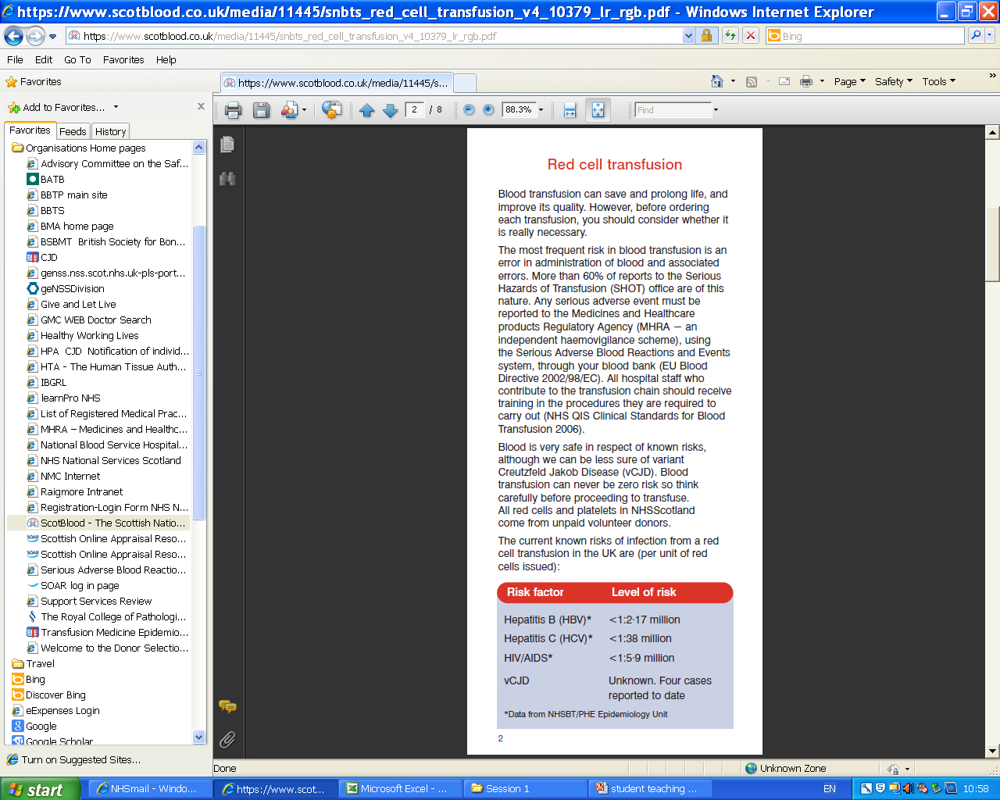 https://www.scotblood.co.uk/media/11445/snbts_red_cell_transfusion_v4_10379_lr_rgb.pdf - Windows Internet Explorer
https://www.scotblood.co.uk/media/11445/snbts_red_cell_transfusion_v4_10379_lr_rgb.pdf
Bing
File Edit Go To Favorites Help
Favorites
https://www.scotblood.co.uk/media/11445/s...
Page Safety Tools »
Add to Favorites... x
2 / 8 88.3% Find
Favorites Feeds History
Organisations Home pages
Advisory Committee on the Saf...
BATB
BBTP main site
BBTS
BMA home page
BSBMT British Society for Bon...
CJD
genss.nss.scot.nhs.uk-pls-port...
geNSSDivision
Give and Let Live
GMC WEB Doctor Search
Healthy Working Lives
HPA CJD Notification of individ...
HTA - The Human Tissue Auth...
IBGRL
learnPro NHS
List of Registered Medical Prac...
MHRA – Medicines and Healthc...
National Blood Service Hospital...
NHS National Services Scotland
NMC Internet
Raigmore Intranet
Registration-Login Form NHS N...
ScotBlood - The Scottish Natio...
SOAR Scottish Online Appraisal Reso...
SOAR Scottish Online Appraisal Reso...
Serious Adverse Blood Reactio...
SOAR log in page
Support Services Review
The Royal College of Pathologi...
Transfusion Medicine Epidemio...
Welcome to the Donor Selectio...
Travel
Bing
Discover Bing
eExpenses Login
Google
Google Scholar
Turn on Suggested Sites...
Red cell transfusion
Blood transfusion can save and prolong life, and
improve its quality. However, before ordering
each transfusion, you should consider whether it
is really necessary.
The most frequent risk in blood transfusion is an
error in administration of blood and associated
errors. More than 60% of reports to the Serious
Hazards of Transfusion (SHOT) office are of this
nature. Any serious adverse event must be
reported to the Medicines and Healthcare
products Regulatory Agency (MHRA – an
independent haemovigilance scheme), using
the Serious Adverse Blood Reactions and Events
system, through your blood bank (EU Blood
Directive 2002/98/EC). All hospital staff who
contribute to the transfusion chain should receive
training in the procedures they are required to
carry out (NHS QIS Clinical Standards for Blood
Transfusion 2006).
Blood is very safe in respect of known risks,
although we can be less sure of variant
Creutzfeld Jakob Disease (vCJD). Blood
transfusion can never be zero risk so think
carefully before proceeding to transfuse.
All red cells and platelets in NHSScotland
come from unpaid volunteer donors.
The current known risks of infection from a red
cell transfusion in the UK are (per unit of red
cells issued):
Risk factor Level of risk
Hepatitis B (HBV)* <1:2·17 million
Hepatitis C (HCV)* <1:38 million
HIV/AIDS* <1:5·9 million
vCJD Unknown. Four cases
reported to date
*Data from NHSBT/PHE Epidemiology Unit
2
Done Unknown Zone
start NHSmail - Windo... https://www.scot... Microsoft Excel - ... Session 1 student teaching ... EN 10:58